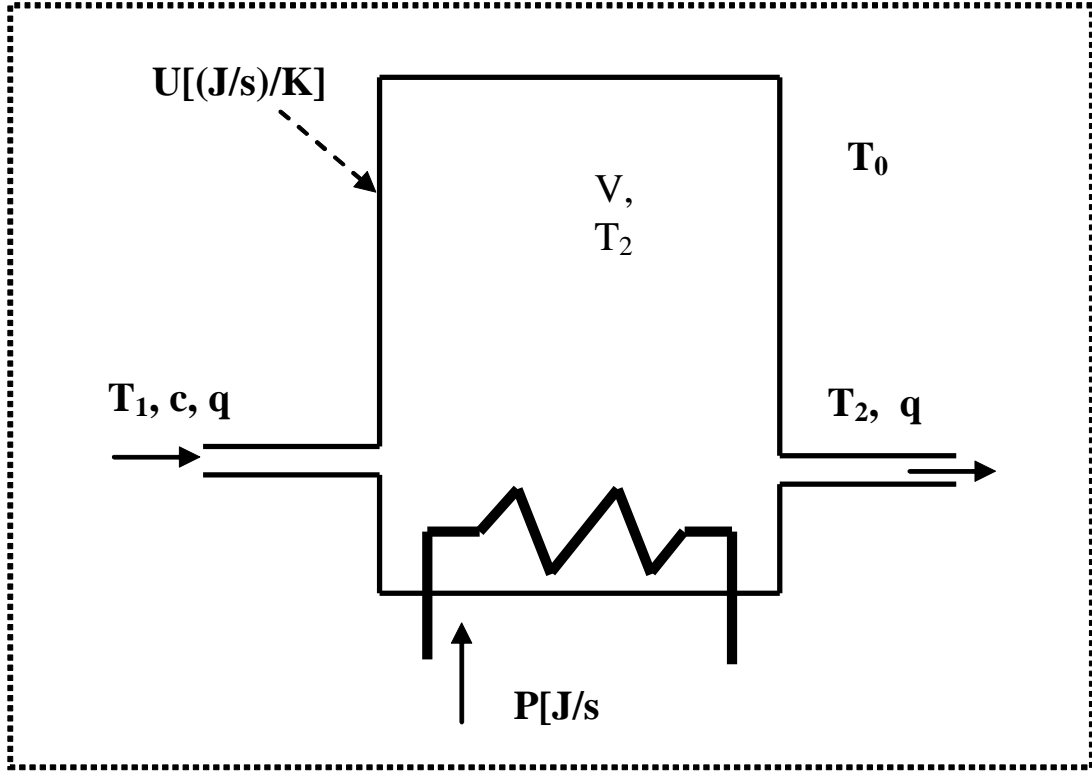 U[(J/s)/K]
T₀
V,
T₂
T₁, c, q
T₂, q
P[J/s